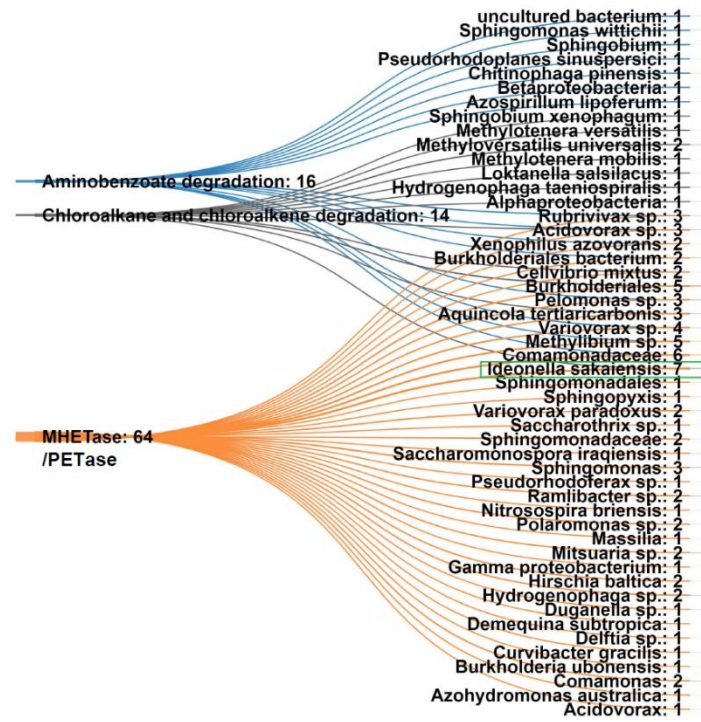 uncultured bacterium: 1
Sphingomonas wittichii: 1
Sphingobium: 1
Pseudorhodoplanes sinuspersici: 1
Chitinophaga pinensis: 1
Betaproteobacteria: 1
Azospirillum lipoferum: 1
Sphingobium xenophagum: 1
Methylotenera versatilis: 1
Methyloversatilis universalis: 2
Methylotenera mobilis: 1
Loktanella salsilacus: 1
Hydrogenophaga taeniospiralis: 1
Alphaproteobacteria: 1
Rubrivivax sp.: 3
Acidovorax sp.: 3
Xenophilus azovorans: 2
Burkholderiales bacterium: 2
Cellvibrio mixtus: 2
Burkholderiales: 5
Pelomonas sp.: 3
Aquincola tertiaricarbonis: 3
Variovorax sp.: 4
Methylibium sp.: 5
Comamonadaceae: 6
Ideonella sakaiensis: 7
Sphingomonadales: 1
Sphingopyxis: 1
Variovorax paradoxus: 2
Saccharothrix sp.: 1
Sphingomonadaceae: 2
Saccharomonospora iraqiensis: 1
Sphingomonas: 3
Pseudorhodoferax sp.: 1
Ramlibacter sp.: 2
Nitrosospira briensis: 1
Polaromonas sp.: 2
Massilia: 1
Mitsuaria sp.: 2
Gamma proteobacterium: 1
Hirschia baltica: 2
Hydrogenophaga sp.: 2
Duganella sp.: 1
Demequina subtropica: 1
Delftia sp.: 1
Curvibacter gracilis: 1
Burkholderia ubonensis: 1
Comamonas: 2
Azohydromonas australica: 1
Acidovorax: 1
Aminobenzoate degradation: 16
Chloroalkane and chloroalkene degradation: 14
MHETase: 64
/PETase